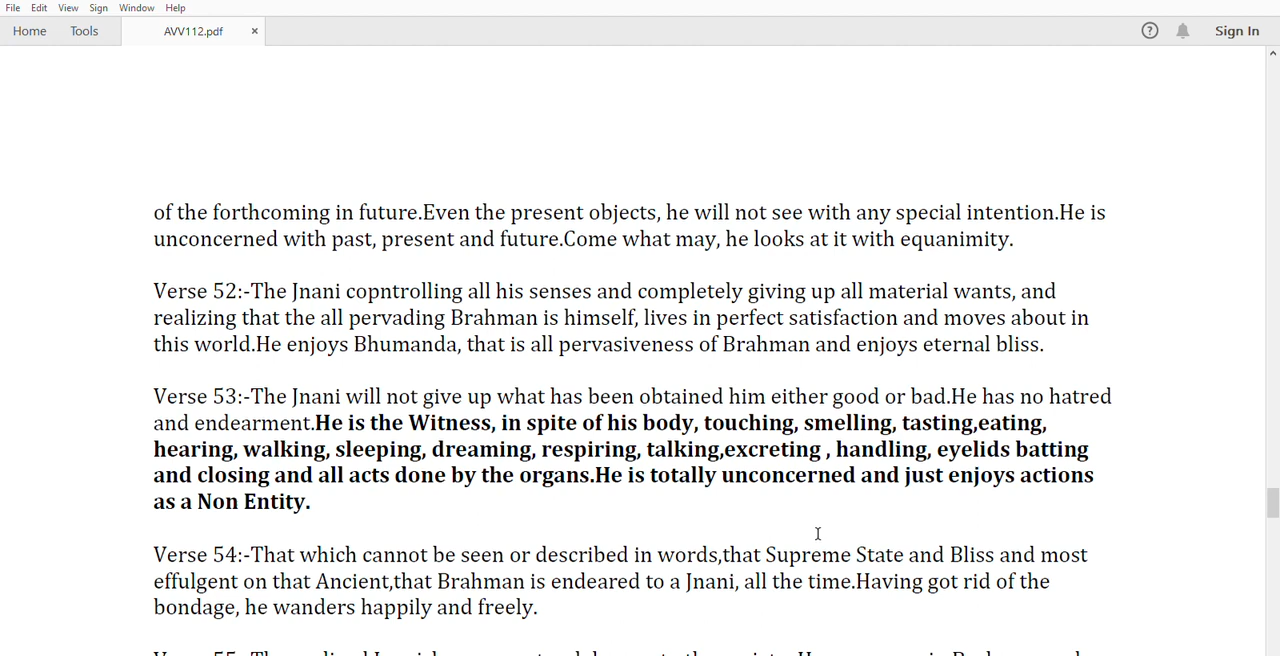 File Edit View Sign Window Help
Home Tools AVV112.pdf × ? Sign In
of the forthcoming in future.Even the present objects, he will not see with any special intention.He is
unconcerned with past, present and future.Come what may, he looks at it with equanimity.
Verse 52:-The Jnani copntrolling all his senses and completely giving up all material wants, and
realizing that the all pervading Brahman is himself, lives in perfect satisfaction and moves about in
this world.He enjoys Bhumanda, that is all pervasiveness of Brahman and enjoys eternal bliss.
Verse 53:-The Jnani will not give up what has been obtained him either good or bad.He has no hatred
and endearment.He is the Witness, in spite of his body, touching, smelling, tasting,eating,
hearing, walking, sleeping, dreaming, respiring, talking,excreting , handling, eyelids batting
and closing and all acts done by the organs.He is totally unconcerned and just enjoys actions
as a Non Entity.
Verse 54:-That which cannot be seen or described in words,that Supreme State and Bliss and most
effulgent on that Ancient,that Brahman is endeared to a Jnani, all the time.Having got rid of the
bondage, he wanders happily and freely.